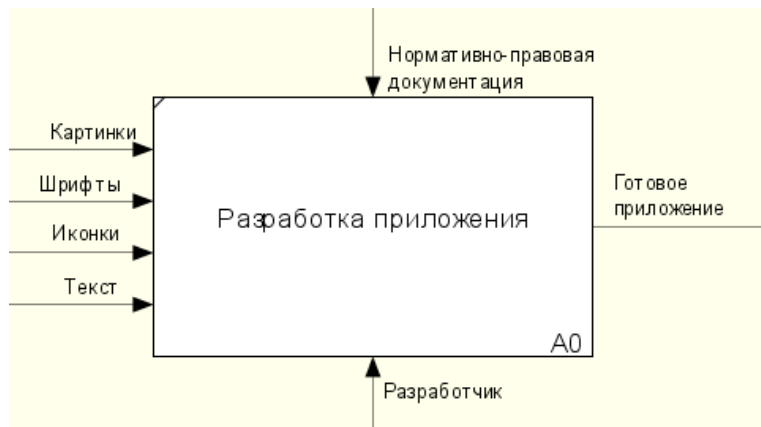 Нормативно-правовая
документация
Картинки
Шрифты
Иконки
Текст
Разработка приложения
Готовое
приложение
A0
Разработчик